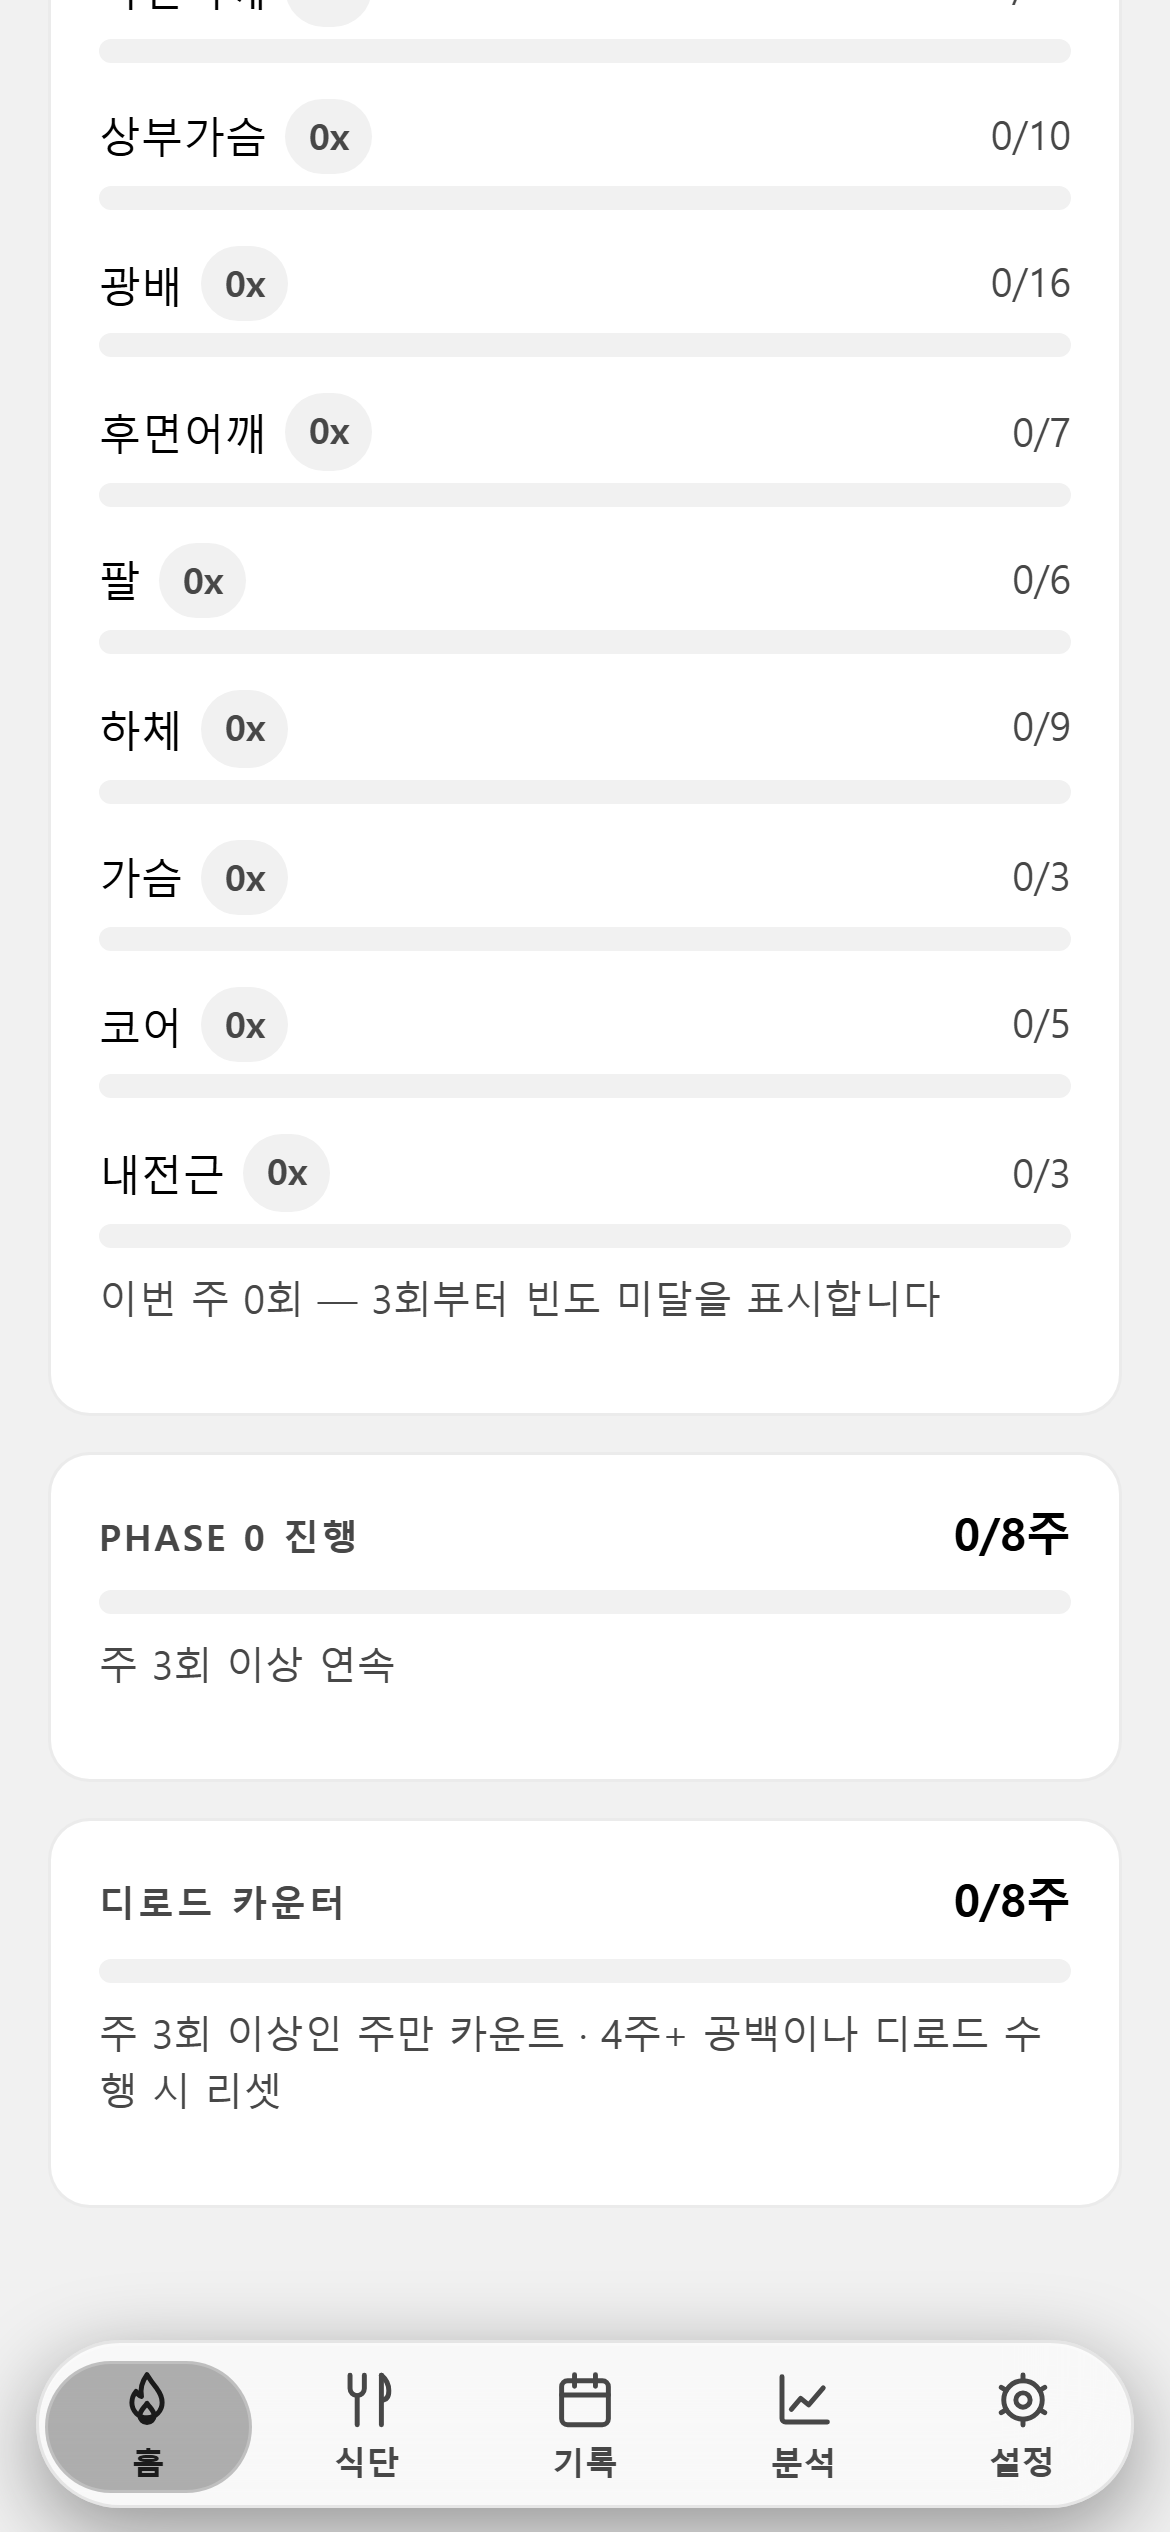 상부가슴 0x 0/10
광배 0x 0/16
후면어깨 0x 0/7
팔 0x 0/6
하체 0x 0/9
가슴 0x 0/3
코어 0x 0/5
내전근 0x 0/3
이번 주 0회 — 3회부터 빈도 미달을 표시합니다
PHASE 0 진행 0/8주
주 3회 이상 연속
디로드 카운터 0/8주
주 3회 이상인 주만 카운트 · 4주+ 공백이나 디로드 수
행 시 리셋
홈 식단 기록 분석 설정